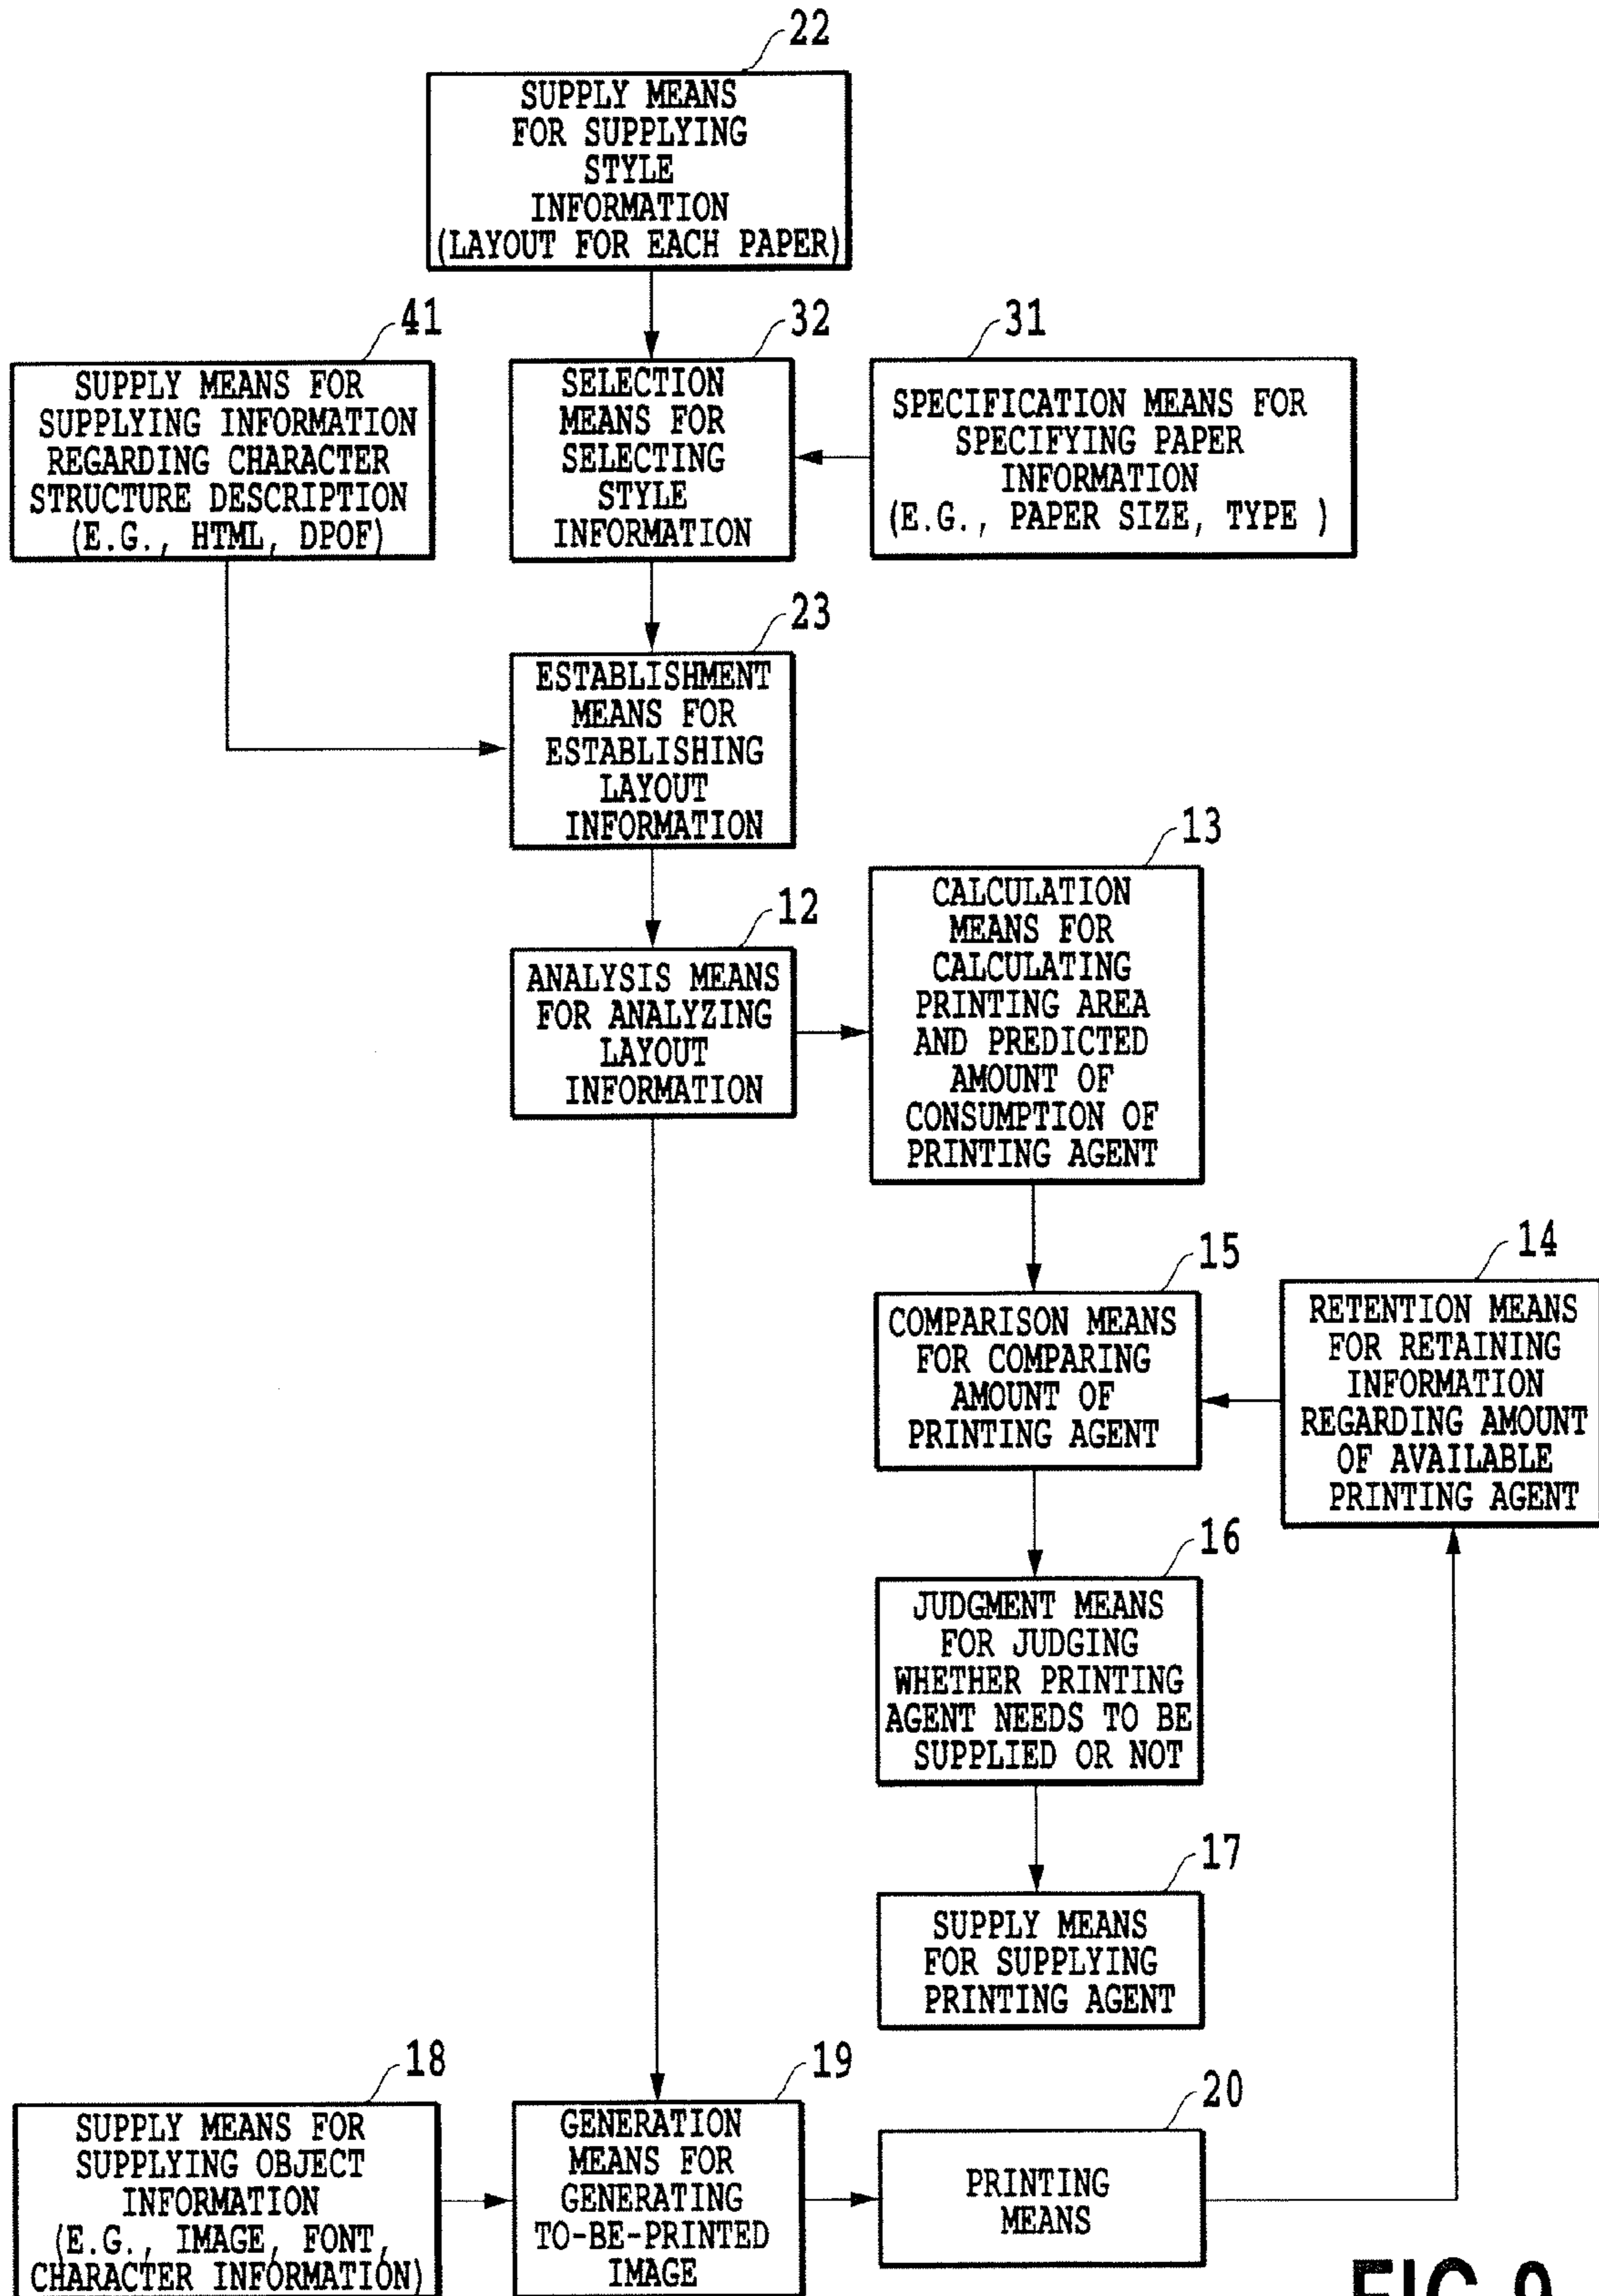 22
SUPPLY MEANS
FOR SUPPLYING
STYLE
INFORMATION
(LAYOUT FOR EACH PAPER)
41
SUPPLY MEANS FOR
SUPPLYING INFORMATION
REGARDING CHARACTER
STRUCTURE DESCRIPTION
(E.G., HTML, DPOF)
32
SELECTION
MEANS FOR
SELECTING
STYLE
INFORMATION
31
SPECIFICATION MEANS FOR
SPECIFYING PAPER
INFORMATION
(E.G., PAPER SIZE, TYPE )
23
ESTABLISHMENT
MEANS FOR
ESTABLISHING
LAYOUT
INFORMATION
12
ANALYSIS MEANS
FOR ANALYZING
LAYOUT
INFORMATION
13
CALCULATION
MEANS FOR
CALCULATING
PRINTING AREA
AND PREDICTED
AMOUNT OF
CONSUMPTION OF
PRINTING AGENT
15
COMPARISON MEANS
FOR COMPARING
AMOUNT OF
PRINTING AGENT
14
RETENTION MEANS
FOR RETAINING
INFORMATION
REGARDING AMOUNT
OF AVAILABLE
PRINTING AGENT
16
JUDGMENT MEANS
FOR JUDGING
WHETHER PRINTING
AGENT NEEDS TO BE
SUPPLIED OR NOT
17
SUPPLY MEANS
FOR SUPPLYING
PRINTING AGENT
18
SUPPLY MEANS FOR
SUPPLYING OBJECT
INFORMATION
(E.G., IMAGE, FONT,
CHARACTER INFORMATION)
19
GENERATION
MEANS FOR
GENERATING
TO-BE-PRINTED
IMAGE
20
PRINTING
MEANS
FIG.9